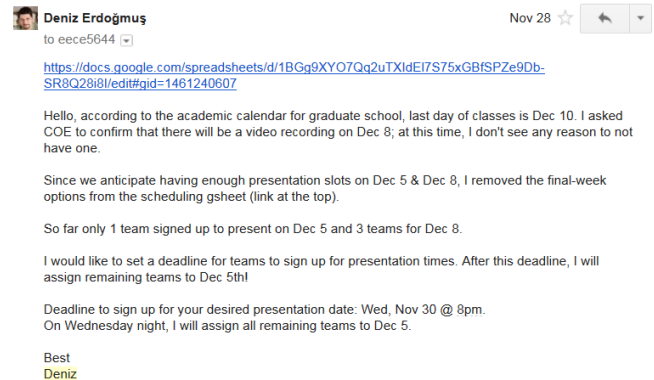 Deniz Erdoğmuş
Nov 28
to eece5644
https://docs.google.com/spreadsheets/d/1BGg9XYO7Qq2uTXIdEI7S75xGBfSPZe9Db-
SR8Q28i8I/edit#gid=1461240607
Hello, according to the academic calendar for graduate school, last day of classes is Dec 10. I asked
COE to confirm that there will be a video recording on Dec 8; at this time, I don't see any reason to not
have one.
Since we anticipate having enough presentation slots on Dec 5 & Dec 8, I removed the final-week
options from the scheduling gsheet (link at the top).
So far only 1 team signed up to present on Dec 5 and 3 teams for Dec 8.
I would like to set a deadline for teams to sign up for presentation times. After this deadline, I will
assign remaining teams to Dec 5th!
Deadline to sign up for your desired presentation date: Wed, Nov 30 @ 8pm.
On Wednesday night, I will assign all remaining teams to Dec 5.
Best
Deniz